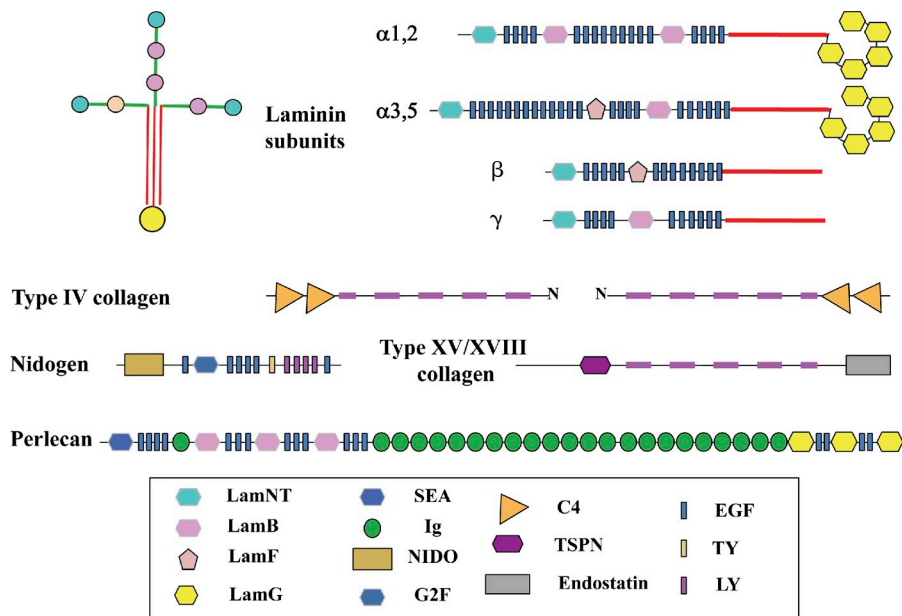 α1,2
α3,5
Laminin
subunits
β
γ
Type IV collagen
N
N
Nidogen
Type XV/XVIII
collagen
Perlecan
LamNT
SEA
C4
EGF
LamB
Ig
TSPN
TY
LamF
NIDO
Endostatin
LY
LamG
G2F